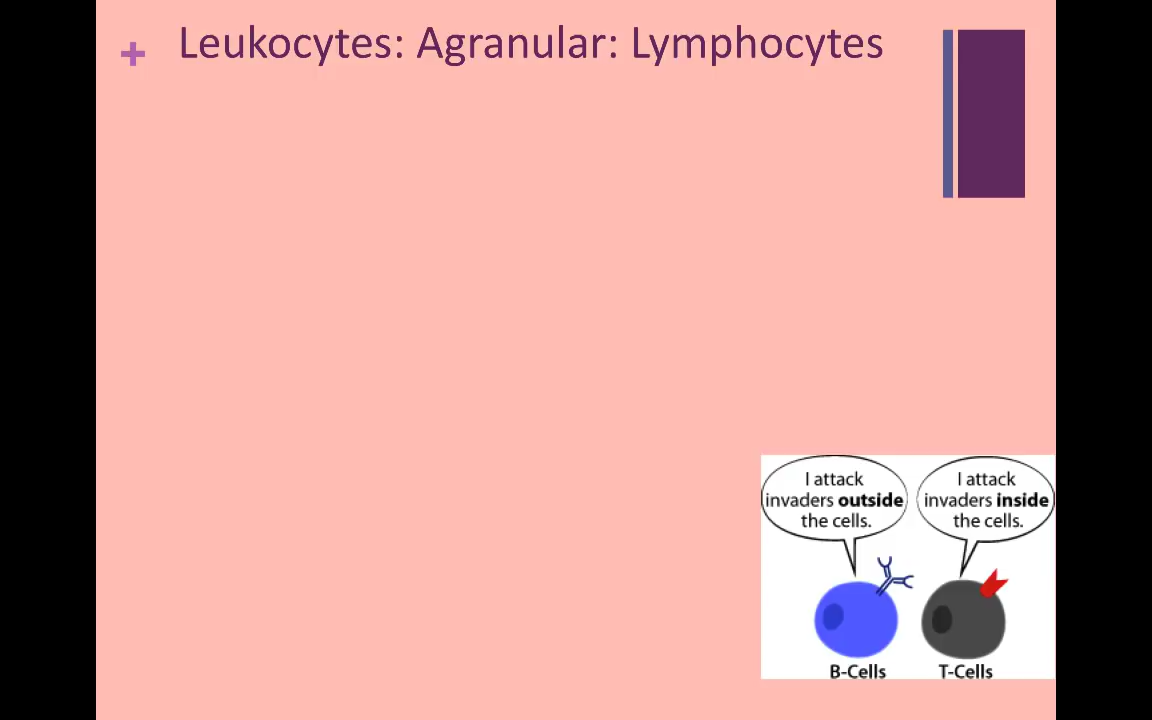 + Leukocytes: Agranular: Lymphocytes
I attack
invaders outside
the cells.
I attack
invaders inside
the cells.
B-Cells
T-Cells